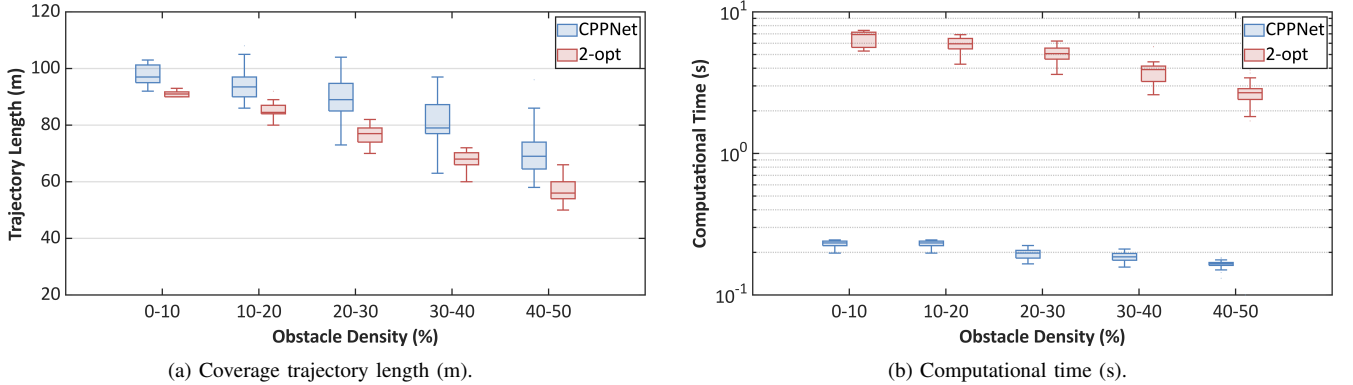 120
100
80
60
40
20
Trajectory Length (m)
CPPNet
2-opt
0-10 10-20 20-30 30-40 40-50
Obstacle Density (%)
(a) Coverage trajectory length (m).
10^1
10^0
10^-1
Computational Time (s)
CPPNet
2-opt
0-10 10-20 20-30 30-40 40-50
Obstacle Density (%)
(b) Computational time (s).